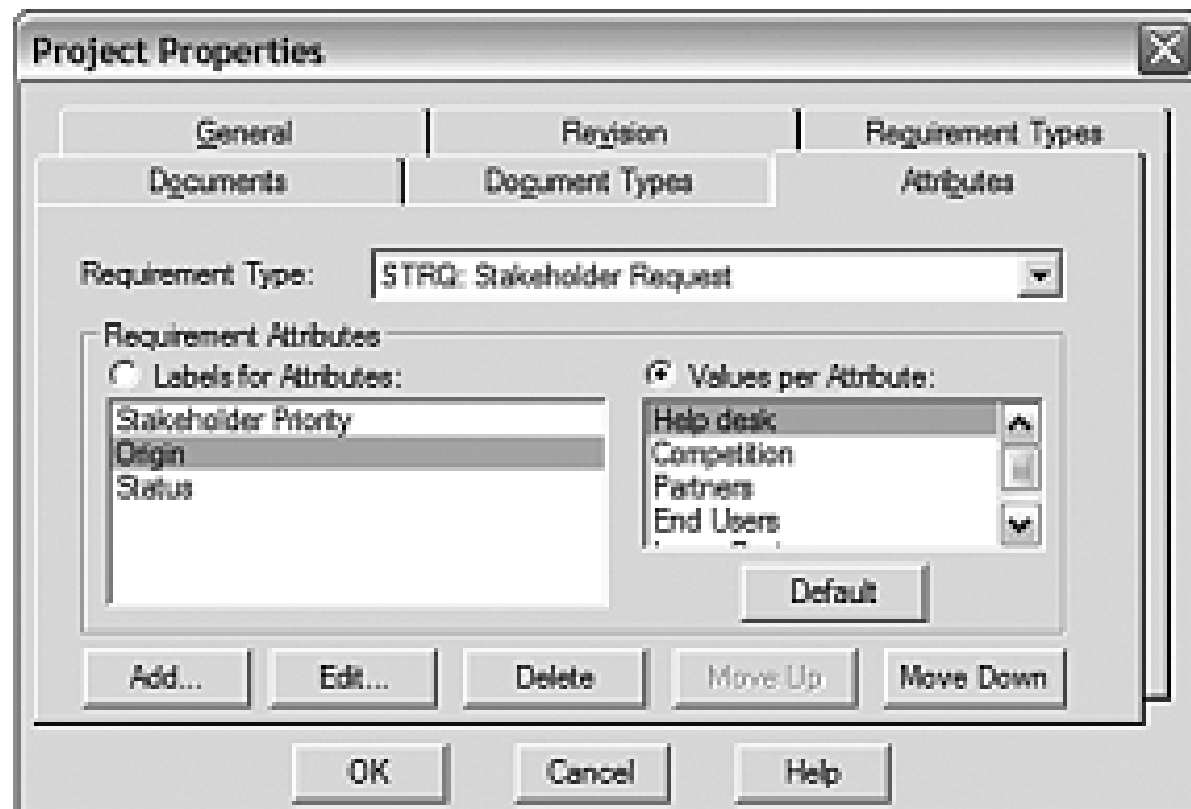 Project Properties
General Revision Requirement Types
Documents Document Types Attributes
Requirement Type: STRQ: Stakeholder Request
Requirement Attributes
Labels for Attributes: Values per Attribute:
Stakeholder Priority Help desk
Origin Competition
Status Partners
End Users
Default
Add... Edit... Delete Move Up Move Down
OK Cancel Help